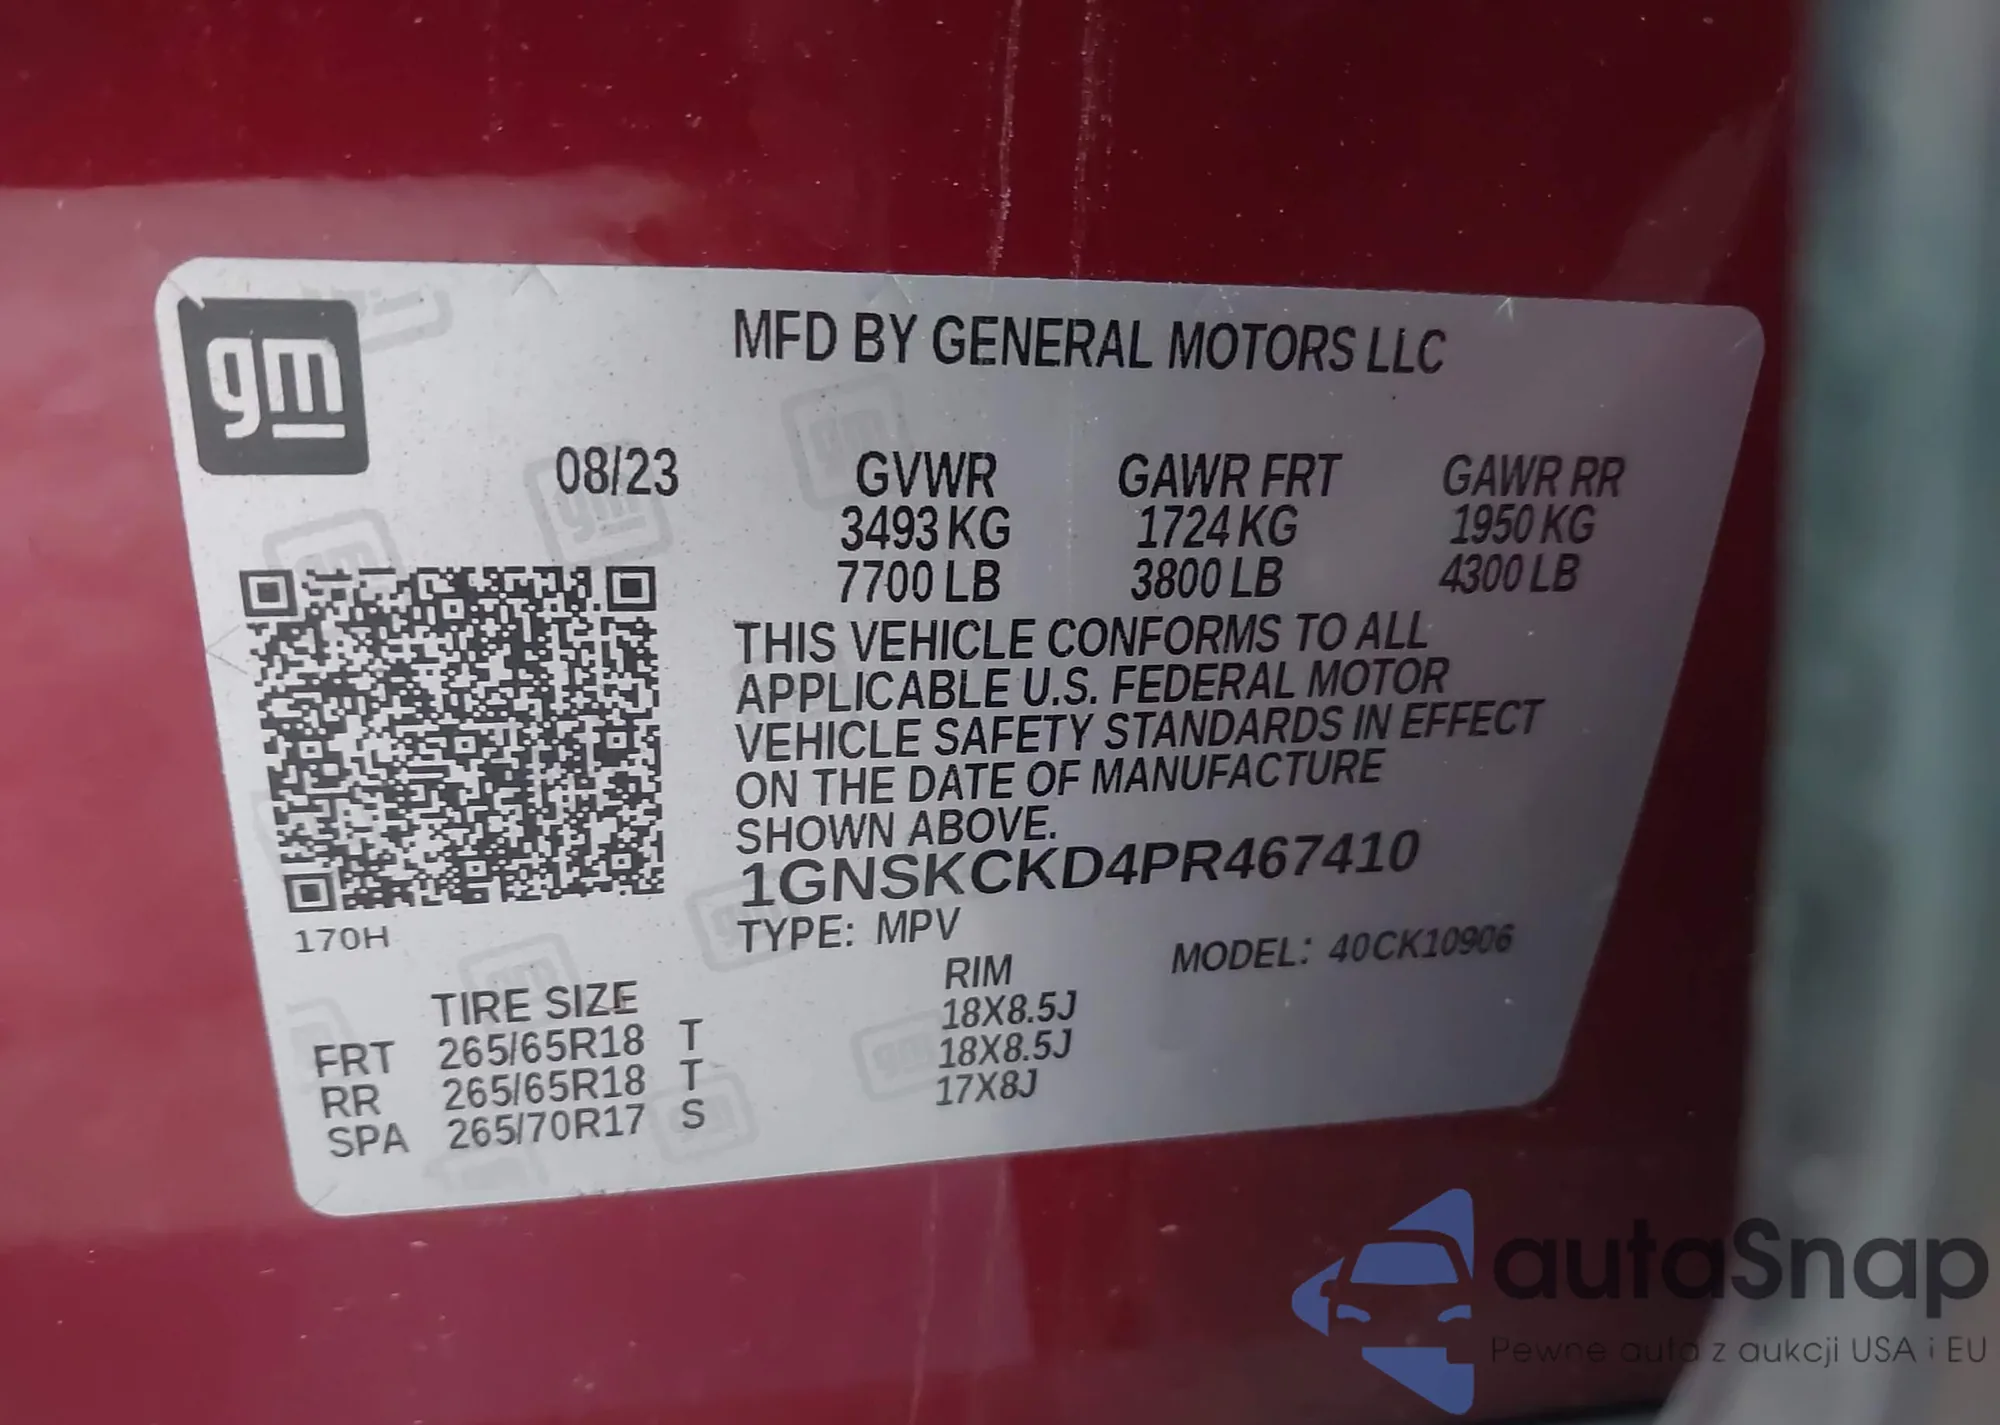 gm
MFD BY GENERAL MOTORS LLC
08/23 GVWR GAWR FRT GAWR RR
3493 KG 1724 KG 1950 KG
7700 LB 3800 LB 4300 LB
THIS VEHICLE CONFORMS TO ALL
APPLICABLE U.S. FEDERAL MOTOR
VEHICLE SAFETY STANDARDS IN EFFECT
ON THE DATE OF MANUFACTURE
SHOWN ABOVE.
1GNSKCKD4PR467410
170H
TYPE: MPV MODEL: 40CK10906
TIRE SIZE RIM
FRT 265/65R18 T 18X8.5J
RR 265/65R18 T 18X8.5J
SPA 265/70R17 S 17X8J
autaSnap
Pewne auta z aukcji USA i EU